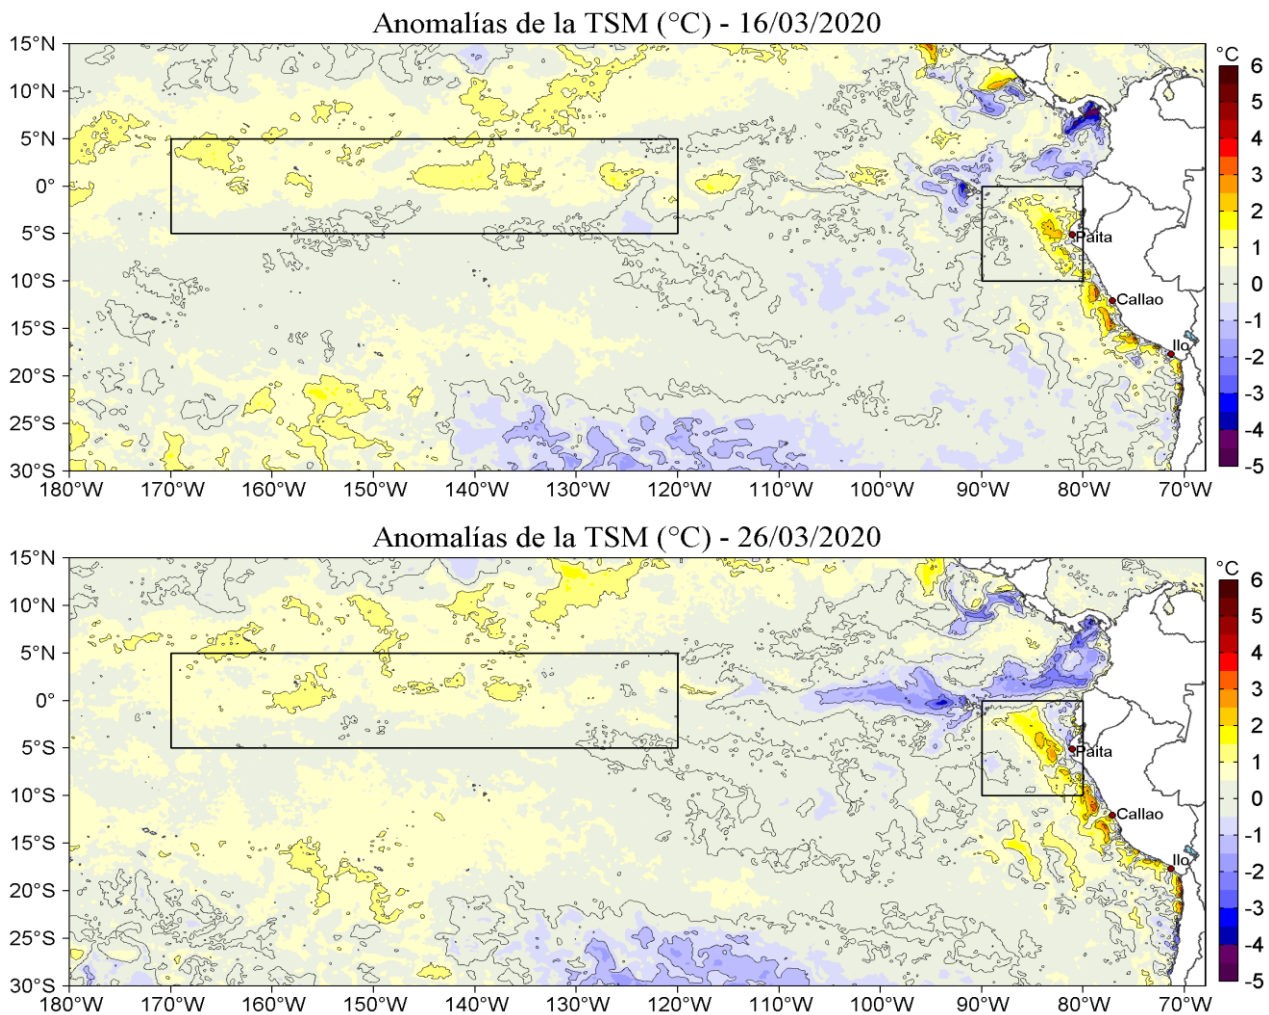 Anomalías de la TSM (°C) - 16/03/2020
15°N
10°N
5°N
0°
5°S
10°S
15°S
20°S
25°S
30°S
180°W 170°W 160°W 150°W 140°W 130°W 120°W 110°W 100°W 90°W 80°W 70°W
Paita
Callao
Ilo
°C
6
5
4
3
2
1
0
-1
-2
-3
-4
-5
Anomalías de la TSM (°C) - 26/03/2020
15°N
10°N
5°N
0°
5°S
10°S
15°S
20°S
25°S
30°S
180°W 170°W 160°W 150°W 140°W 130°W 120°W 110°W 100°W 90°W 80°W 70°W
Paita
Callao
Ilo
°C
6
5
4
3
2
1
0
-1
-2
-3
-4
-5